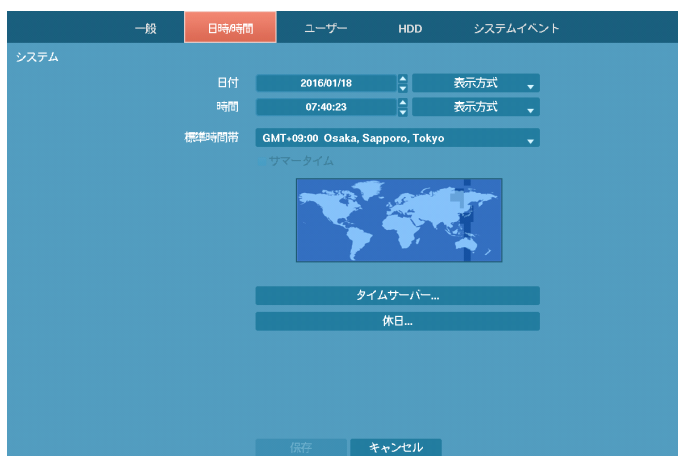 一般 日時/時間 ユーザー HDD システムイベント
システム
日付 2016/01/18 表示方式
時間 07:40:23 表示方式
標準時間帯 GMT+09:00 Osaka, Sapporo, Tokyo
サマータイム
タイムサーバー...
休日...
保存 キャンセル